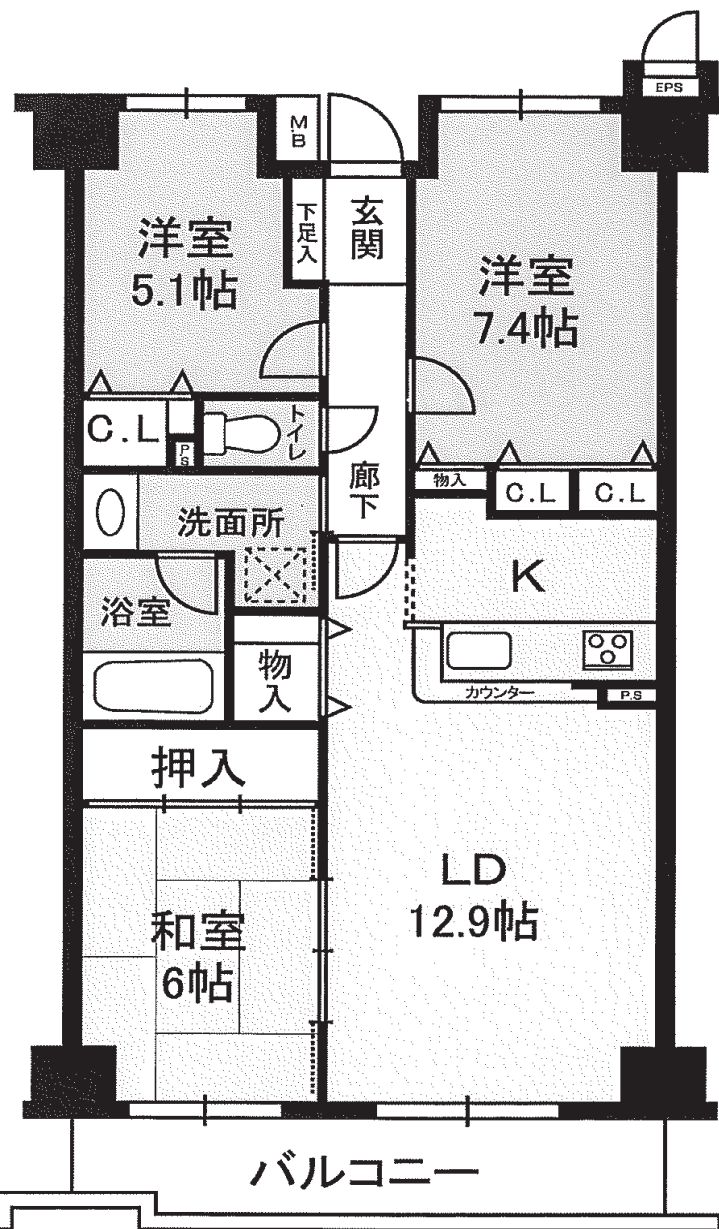 EPS
MB
下足入
玄関
洋室
5.1帖
洋室
7.4帖
C.L
PS
トイレ
廊下
物入
C.L
C.L
洗面所
K
浴室
物入
カウンター
P.S
押入
LD
12.9帖
和室
6帖
バルコニー